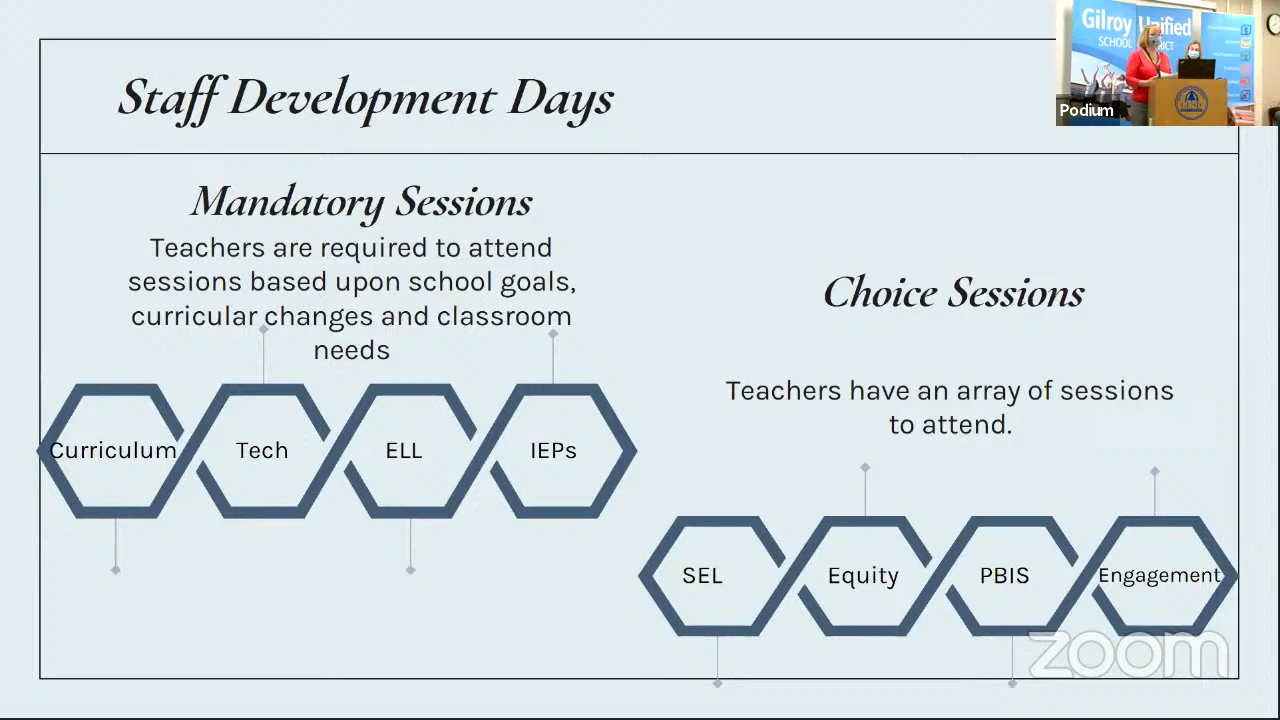 Staff Development Days
Gilroy Unified
SCHOOL
Podium
Mandatory Sessions
Teachers are required to attend
sessions based upon school goals,
curricular changes and classroom
needs
Choice Sessions
Teachers have an array of sessions
to attend.
Curriculum
Tech
ELL
IEPs
SEL
Equity
PBIS
Engagement
zoom